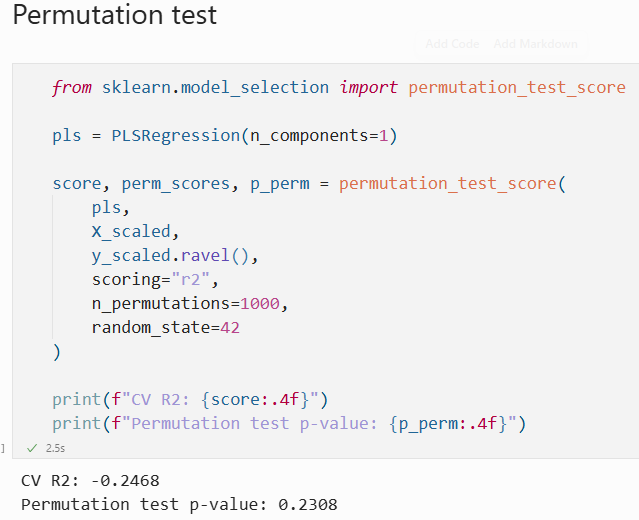 Permutation test
Add Code Add Markdown
from sklearn.model_selection import permutation_test_score
pls = PLSRegression(n_components=1)
score, perm_scores, p_perm = permutation_test_score(
    pls,
    X_scaled,
    y_scaled.ravel(),
    scoring="r2",
    n_permutations=1000,
    random_state=42
)
print(f"CV R2: {score:.4f}")
print(f"Permutation test p-value: {p_perm:.4f}")
] ✓ 2.5s
CV R2: -0.2468
Permutation test p-value: 0.2308